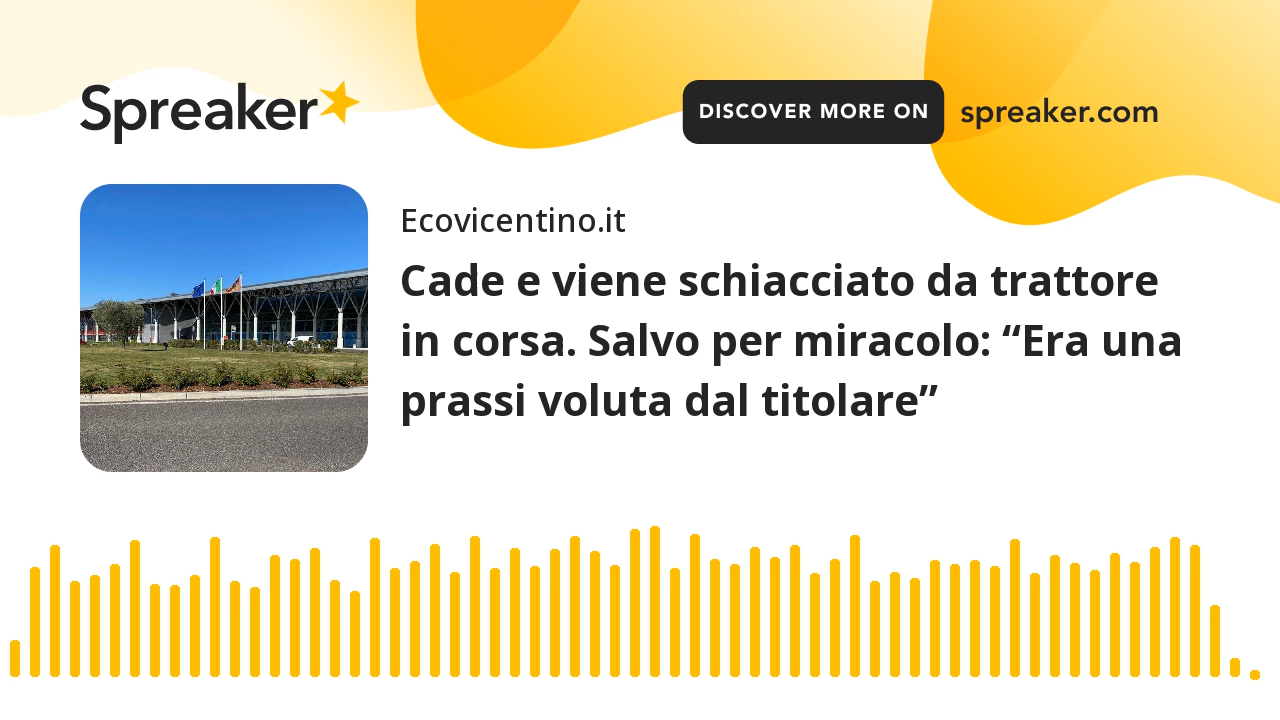 Spreaker
DISCOVER MORE ON
spreaker.com
Ecovicentino.it
Cade e viene schiacciato da trattore
in corsa. Salvo per miracolo: “Era una
prassi voluta dal titolare”